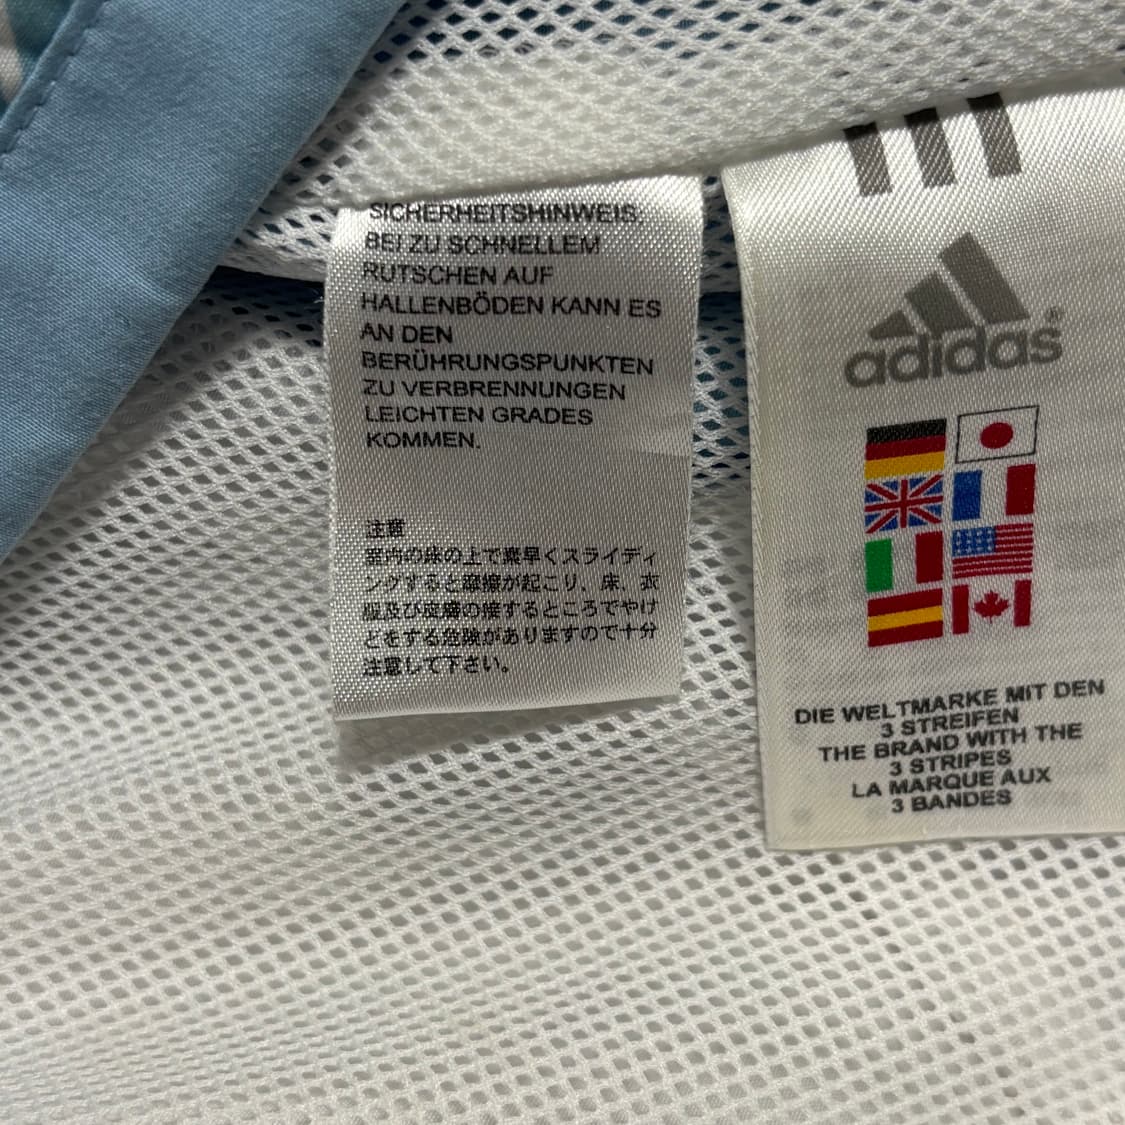 SICHERHEITSHINWEIS:
BEI ZU SCHNELLEM
RUTSCHEN AUF
HALLENBÖDEN KANN ES
AN DEN
BERÜHRUNGSPUNKTEN
ZU VERBRENNUNGEN
LEICHTEN GRADES
KOMMEN.
注意
室内の床の上で素早くスライディ
ングすると摩擦が起こり、床、衣
服及び皮膚の接するところでやけ
どをする危険がありますので十分
注意して下さい。
adidas®
DIE WELTMARKE MIT DEN
3 STREIFEN
THE BRAND WITH THE
3 STRIPES
LA MARQUE AUX
3 BANDES